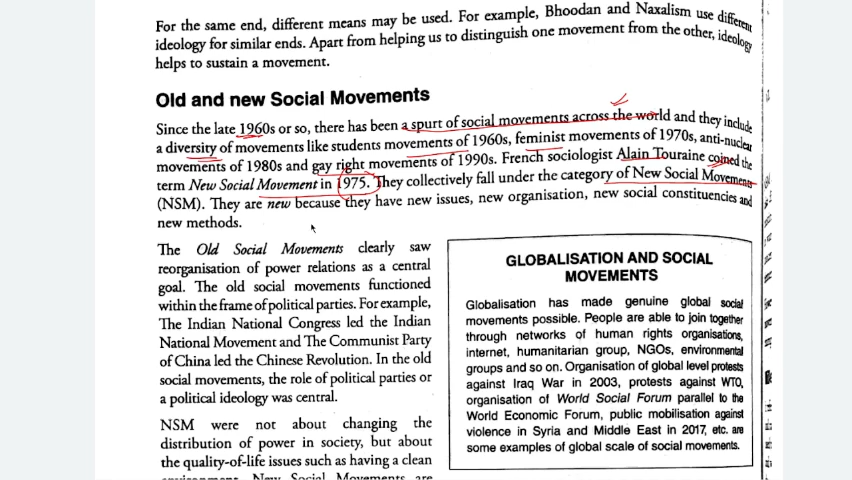 For the same end, different means may be used. For example, Bhoodan and Naxalism use different
ideology for similar ends. Apart from helping us to distinguish one movement from the other, ideology
helps to sustain a movement.
Old and new Social Movements
Since the late 1960s or so, there has been a spurt of social movements across the world and they include
a diversity of movements like students movements of 1960s, feminist movements of 1970s, anti-nuclear
movements of 1980s and gay right movements of 1990s. French sociologist Alain Touraine coined the
term New Social Movement in 1975. They collectively fall under the category of New Social Movements
(NSM). They are new because they have new issues, new organisation, new social constituencies and
new methods.
The Old Social Movements clearly saw
reorganisation of power relations as a central
goal. The old social movements functioned
within the frame of political parties. For example,
The Indian National Congress led the Indian
National Movement and The Communist Party
of China led the Chinese Revolution. In the old
social movements, the role of political parties or
a political ideology was central.
NSM were not about changing the
distribution of power in society, but about
the quality-of-life issues such as having a clean
New Social Movements are
GLOBALISATION AND SOCIAL
MOVEMENTS
Globalisation has made genuine global social
movements possible. People are able to join together
through networks of human rights organisations,
internet, humanitarian group, NGOs, environmental
groups and so on. Organisation of global level protests
against Iraq War in 2003, protests against WTO,
organisation of World Social Forum parallel to the
World Economic Forum, public mobilisation against
violence in Syria and Middle East in 2017, etc. are
some examples of global scale of social movements.